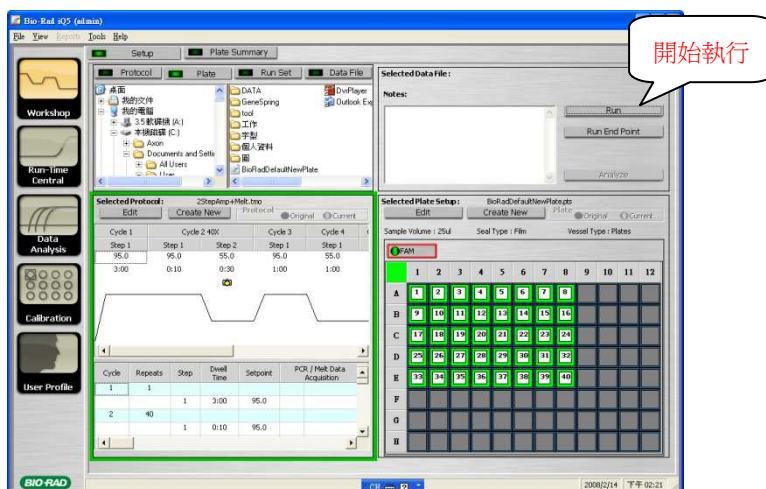 Bio-Rad iQ5 (admin)
File View Reports Tools Help
開始執行
Setup Plate Summary
Protocol Plate Run Set Data File
桌面
我的文件
我的電腦
3.5 軟碟機 (A:)
本機磁碟 (C:)
Axon
Documents and Setti
All Users
User
DATA
GeneSpring
tool
工作
字型
個人資料
圖
BioRadDefaultNewPlate
DvrPlayer
Outlook Ex
Selected Data File :
Notes:
Run
Run End Point
Analyze
Workshop
Run-Time Central
Data Analysis
Calibration
User Profile
Selected Protocol : 2StepAmp+Melt.tmo
Edit Create New Protocol Original Current
Cycle 1 Cycle 2 40X Cycle 3 Cycle 4
Step 1 Step 1 Step 2 Step 1 Step 1
95.0 95.0 55.0 95.0 55.0
3:00 0:10 0:30 1:00 1:00
Cycle Repeats Step Dwell Time Setpoint PCR / Melt Data Acquisition
1 1
1 3:00 95.0
2 40
1 0:10 95.0
Selected Plate Setup : BioRadDefaultNewPlate.pts
Edit Create New Plate Original Current
Sample Volume : 25ul Seal Type : Film Vessel Type : Plates
FAM
1 2 3 4 5 6 7 8 9 10 11 12
A 1 2 3 4 5 6 7 8
B 9 10 11 12 13 14 15 16
C 17 18 19 20 21 22 23 24
D 25 26 27 28 29 30 31 32
E 33 34 35 36 37 38 39 40
F
G
H
BIO-RAD
CH
2008/2/14 下午 02:21